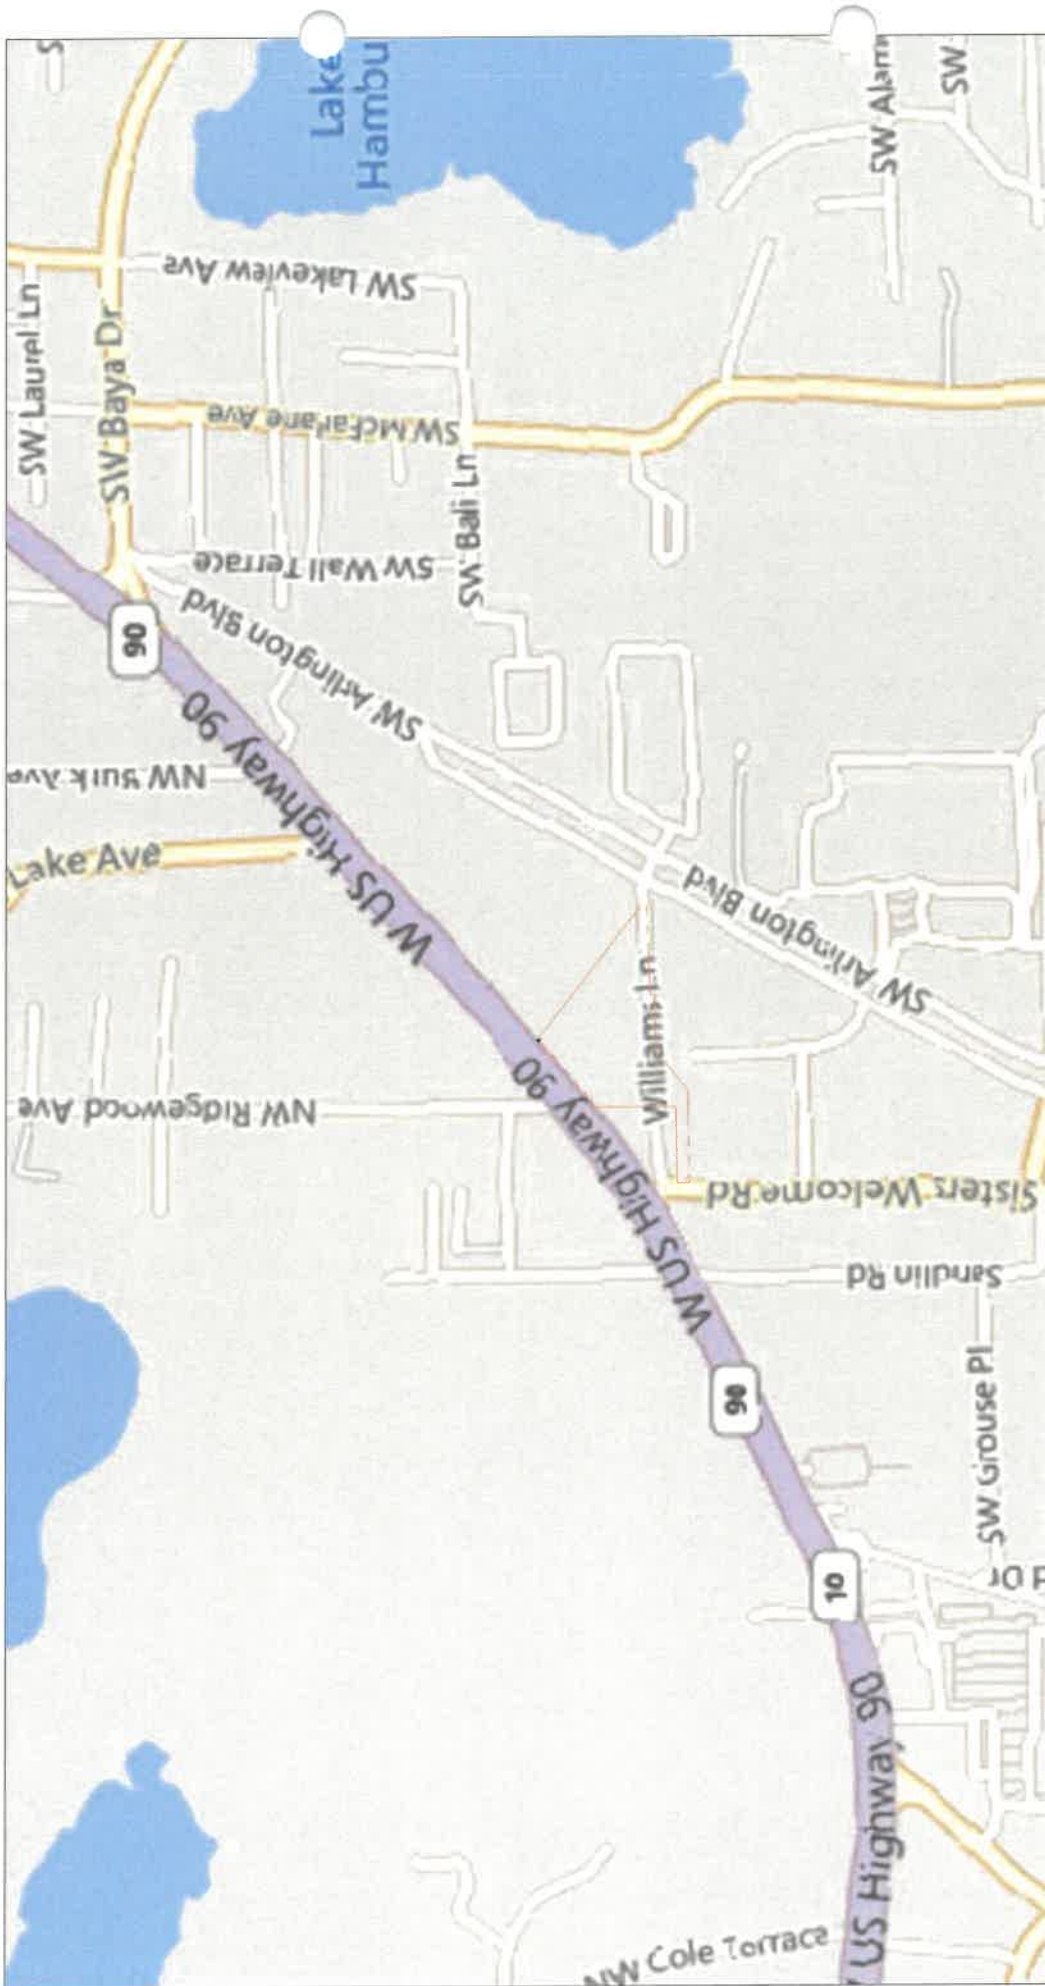 S
Lake
Hambu
SW Alam
SW
SW Lakeview Ave
SW Laurel Ln
SW Baya Dr
SW McFarlane Ave
SW Bali Ln
SW Wall Terrace
90
SW Arlington Blvd
W US Highway 90
NW Burk Ave
Lake Ave
SW Arlington Blvd
Williams Ln
W US Highway 90
NW Ridgewood Ave
Sisters Welcome Rd
Sandlin Rd
90
SW Grouse Pl
d Dr
10
US Highway 90
NW Cole Terrace